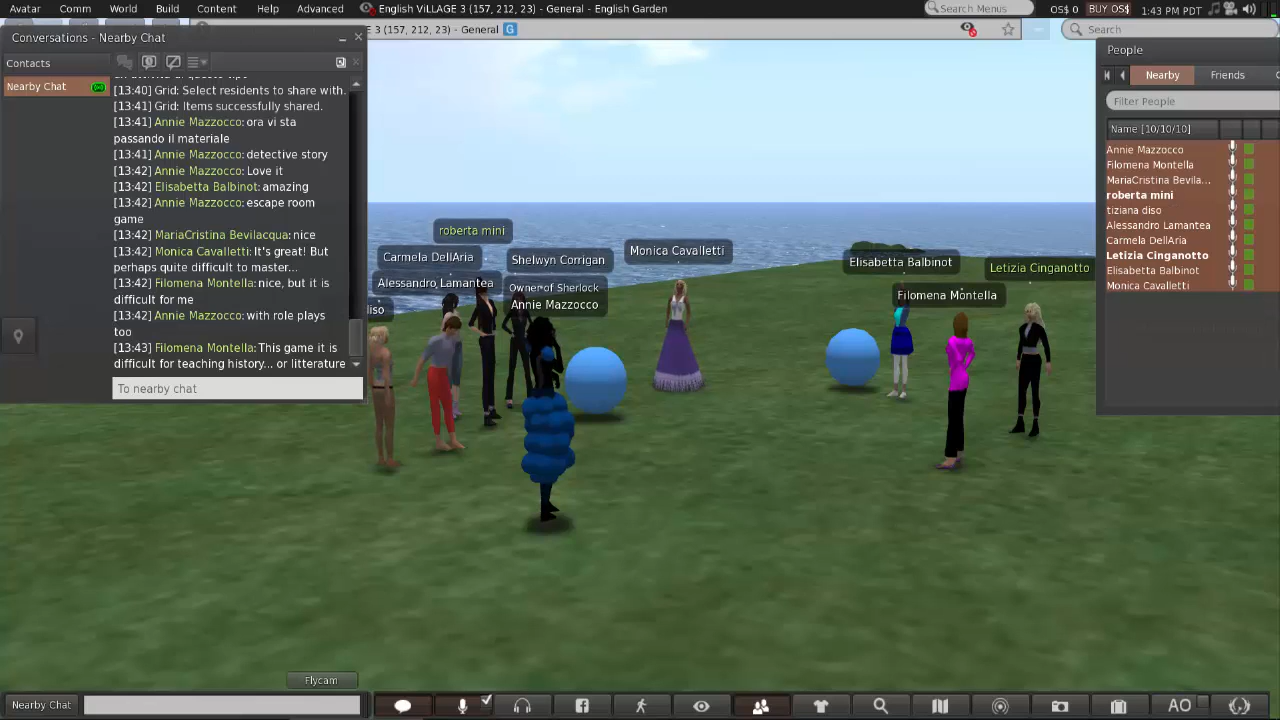 Avatar Comm World Build Content Help Advanced English ViLLAGE 3 (157, 212, 23) - General - English Garden Search Menus OS$ 0 BUY OS$ 1:43 PM PDT
3 (157, 212, 23) - General G Search
Conversations - Nearby Chat
Contacts
Nearby Chat
[13:40] Grid: Select residents to share with.
[13:41] Grid: Items successfully shared.
[13:41] Annie Mazzocco: ora vi sta
passando il materiale
[13:41] Annie Mazzocco: detective story
[13:42] Annie Mazzocco: Love it
[13:42] Elisabetta Balbinot: amazing
[13:42] Annie Mazzocco: escape room
game
[13:42] MariaCristina Bevilacqua: nice
[13:42] Monica Cavalletti: It's great! But
perhaps quite difficult to master...
[13:42] Filomena Montella: nice, but it is
difficult for me
[13:42] Annie Mazzocco: with role plays
too
[13:43] Filomena Montella: This game it is
difficult for teaching history... or litterature
To nearby chat
roberta mini
Carmela DellAria
Shelwyn Corrigan
Monica Cavalletti
Alessandro Lamantea
Owner of Sherlock
Annie Mazzocco
diso
Elisabetta Balbinot
Letizia Cinganotto
Filomena Montella
People
Nearby Friends
Filter People
Name [10/10/10]
Annie Mazzocco
Filomena Montella
MariaCristina Bevila...
roberta mini
tiziana diso
Alessandro Lamantea
Carmela DellAria
Letizia Cinganotto
Elisabetta Balbinot
Monica Cavalletti
Flycam
Nearby Chat
AO